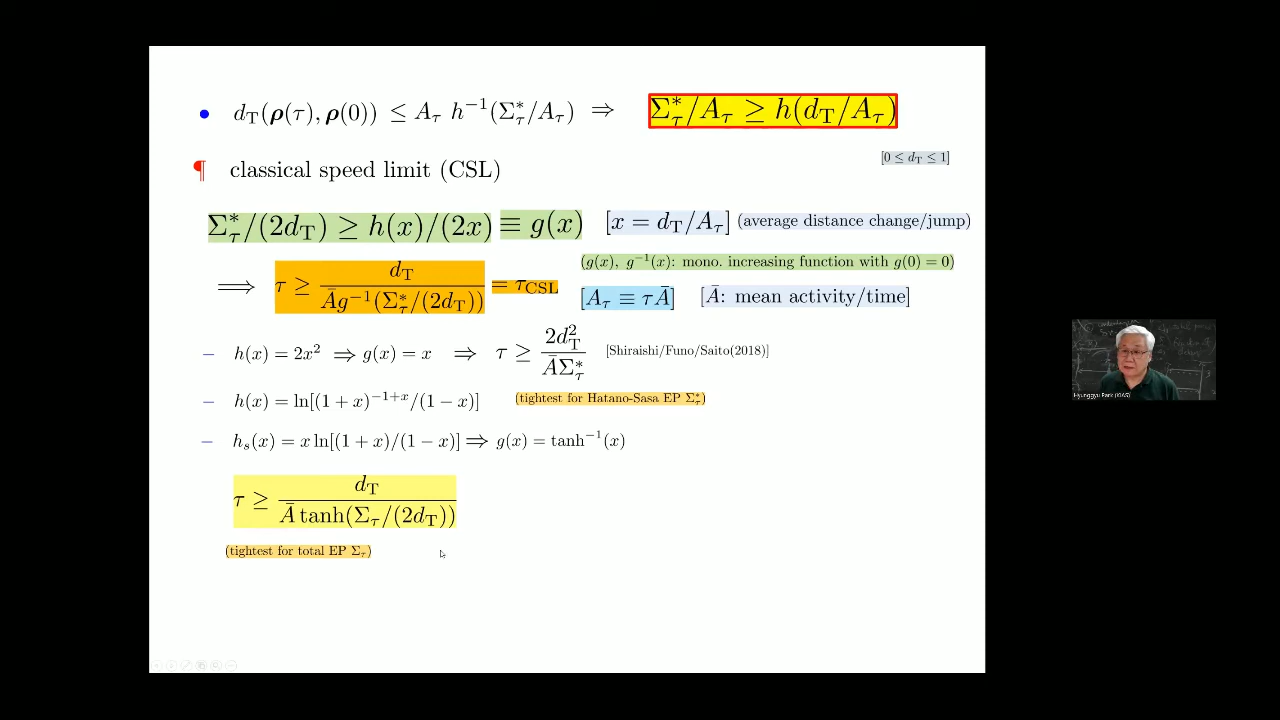 • d_T(ρ(τ), ρ(0)) ≤ A_τ h^{-1}(Σ*_τ/A_τ) ⇒ Σ*_τ/A_τ ≥ h(d_T/A_τ)
[0 ≤ d_T ≤ 1]
¶ classical speed limit (CSL)
Σ*_τ/(2d_T) ≥ h(x)/(2x) ≡ g(x) [x = d_T/A_τ] (average distance change/jump)
(g(x), g^{-1}(x): mono. increasing function with g(0) = 0)
⟹ τ ≥ d_T / (Ā g^{-1}(Σ*_τ/(2d_T))) = τ_CSL [A_τ ≡ τĀ] [Ā: mean activity/time]
– h(x) = 2x² ⇒ g(x) = x ⇒ τ ≥ 2d_T² / (ĀΣ*_τ) [Shiraishi/Funo/Saito(2018)]
– h(x) = ln[(1 + x)^{-1+x}/(1 − x)] (tightest for Hatano-Sasa EP Σ*_τ)
– h_s(x) = x ln[(1 + x)/(1 − x)] ⇒ g(x) = tanh^{-1}(x)
τ ≥ d_T / (Ā tanh(Σ_τ/(2d_T)))
(tightest for total EP Σ_τ)
Hyunggyu Park (KIAS)